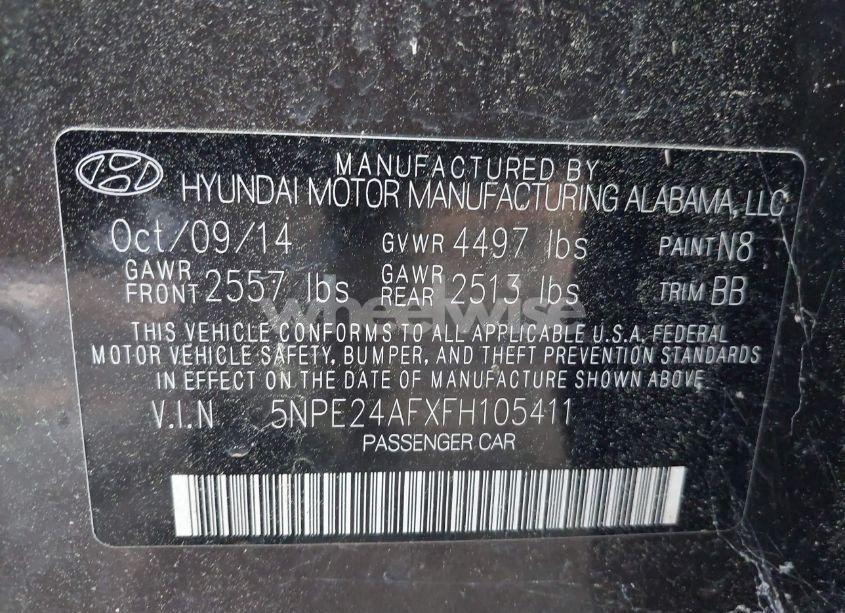 MANUFACTURED BY
HYUNDAI MOTOR MANUFACTURING ALABAMA, LLC
Oct/09/14 GVWR 4497 lbs PAINT N8
GAWR FRONT 2557 lbs GAWR REAR 2513 lbs TRIM BB
wheelwise
THIS VEHICLE CONFORMS TO ALL APPLICABLE U.S.A. FEDERAL
MOTOR VEHICLE SAFETY, BUMPER, AND THEFT PREVENTION STANDARDS
IN EFFECT ON THE DATE OF MANUFACTURE SHOWN ABOVE.
V.I.N 5NPE24AFXFH105411
PASSENGER CAR